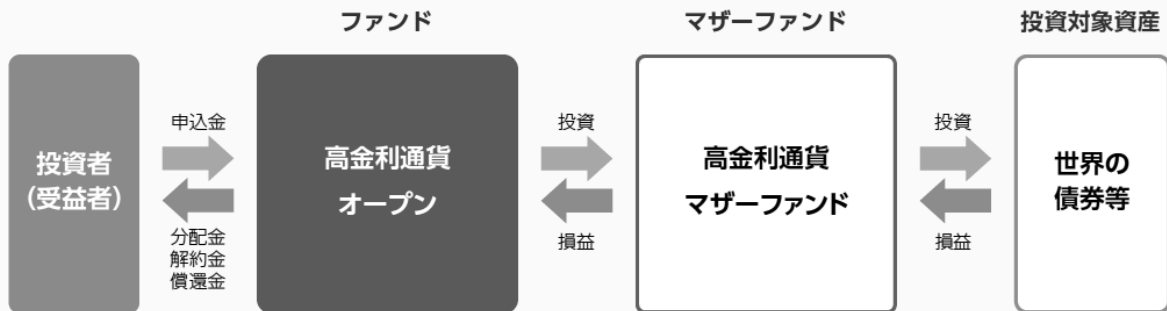 ファンド
マザーファンド
投資対象資産
投資者
(受益者)
申込金
分配金
解約金
償還金
高金利通貨
オープン
投資
損益
高金利通貨
マザーファンド
投資
損益
世界の
債券等